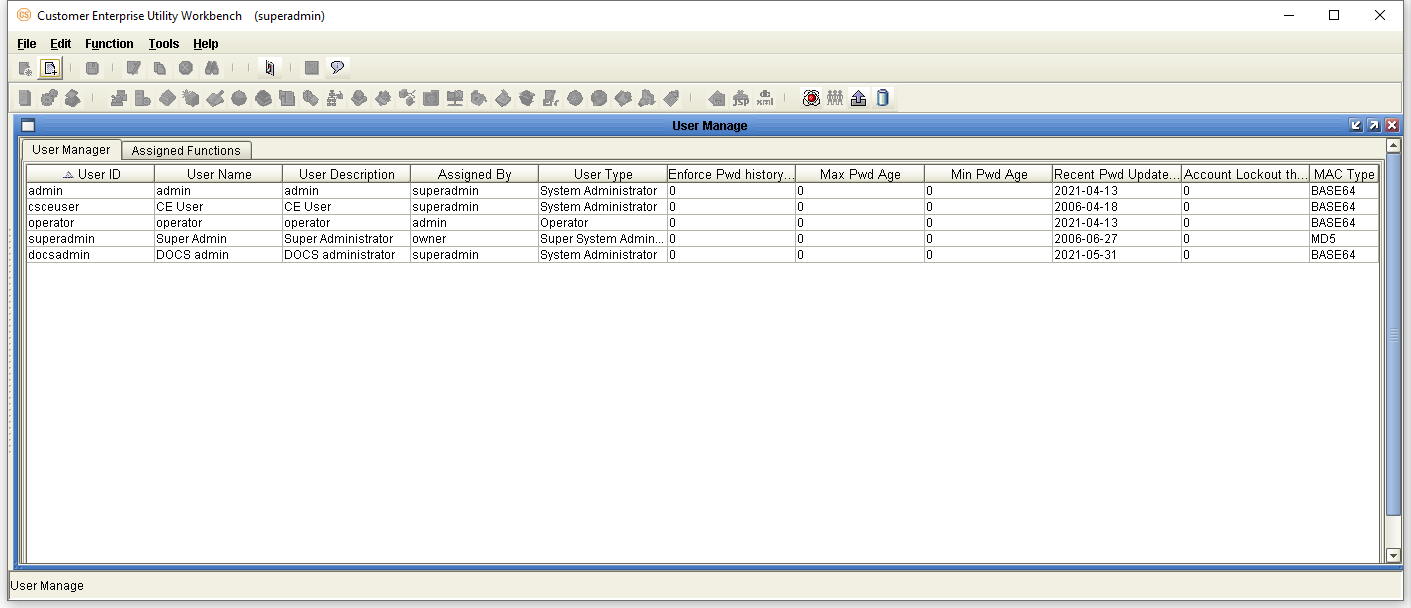 CS Customer Enterprise Utility Workbench (superadmin)
File Edit Function Tools Help
JSP db xml
User Manage
User Manager Assigned Functions
User ID User Name User Description Assigned By User Type Enforce Pwd history... Max Pwd Age Min Pwd Age Recent Pwd Update... Account Lockout th... MAC Type
admin admin admin superadmin System Administrator 0 0 0 2021-04-13 0 BASE64
csceuser CE User CE User superadmin System Administrator 0 0 0 2006-04-18 0 BASE64
operator operator operator admin Operator 0 0 0 2021-04-13 0 BASE64
superadmin Super Admin Super Administrator owner Super System Admin... 0 0 0 2006-06-27 0 MD5
docsadmin DOCS admin DOCS administrator superadmin System Administrator 0 0 0 2021-05-31 0 BASE64
User Manage